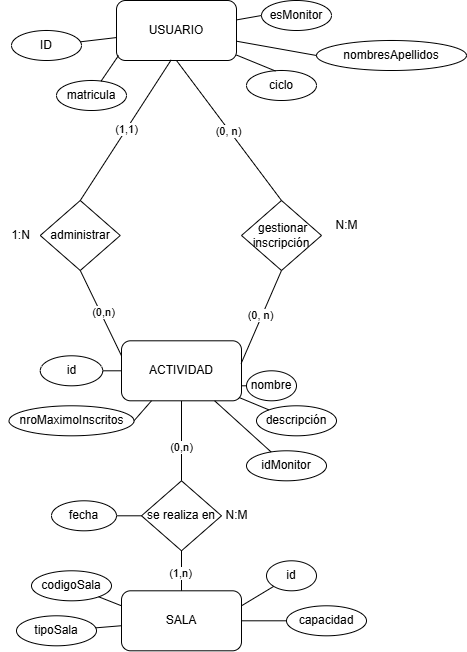 esMonitor
USUARIO
ID
nombresApellidos
matricula
ciclo
(1,1)
(0, n)
1:N
administrar
gestionar
inscripción
N:M
(0,n)
(0, n)
id
ACTIVIDAD
nombre
nroMaximoInscritos
descripción
(0,n)
idMonitor
fecha
se realiza en
N:M
(1,n)
codigoSala
id
tipoSala
SALA
capacidad